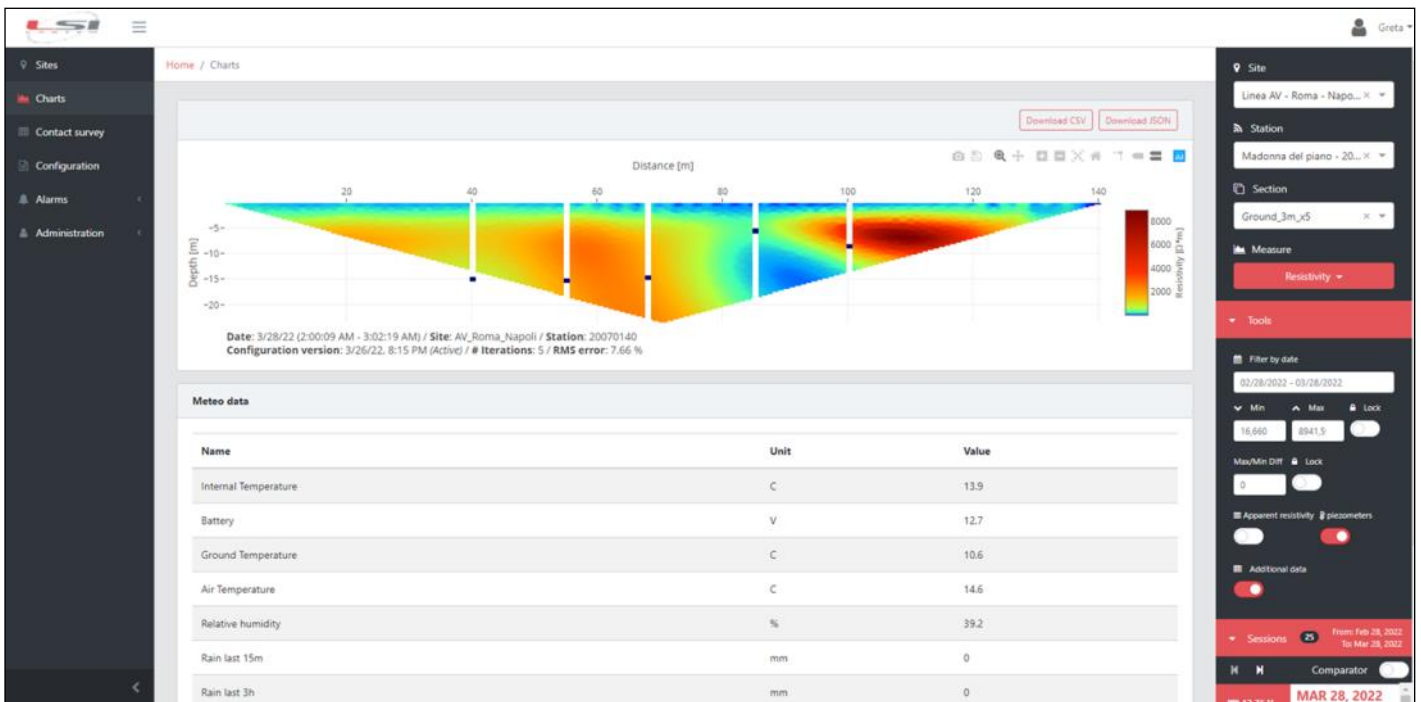 LSI
Greta
Sites
Charts
Contact survey
Configuration
Alarms
Administration
Home / Charts
Download CSV
Download JSON
Distance [m]
20 40 60 80 100 120 140
−5
−10
−15
−20
Depth [m]
8000
6000
4000
2000
Resistivity [Ω*m]
Date: 3/28/22 (2:00:09 AM - 3:02:19 AM) / Site: AV_Roma_Napoli / Station: 20070140
Configuration version: 3/26/22, 8:15 PM (Active) / # Iterations: 5 / RMS error: 7.66 %
Meteo data
Name Unit Value
Internal Temperature C 13.9
Battery V 12.7
Ground Temperature C 10.6
Air Temperature C 14.6
Relative humidity % 39.2
Rain last 15m mm 0
Rain last 3h mm 0
Site
Linea AV - Roma - Napo... ×
Station
Madonna del piano - 20... ×
Section
Ground_3m_x5 ×
Measure
Resistivity
Tools
Filter by date
02/28/2022 - 03/28/2022
Min Max Lock
16,660 8941,5
Max/Min Diff Lock
0
Apparent resistivity piezometers
Additional data
Sessions 25 From: Feb 28, 2022
To: Mar 28, 2022
Comparator
MAR 28, 2022